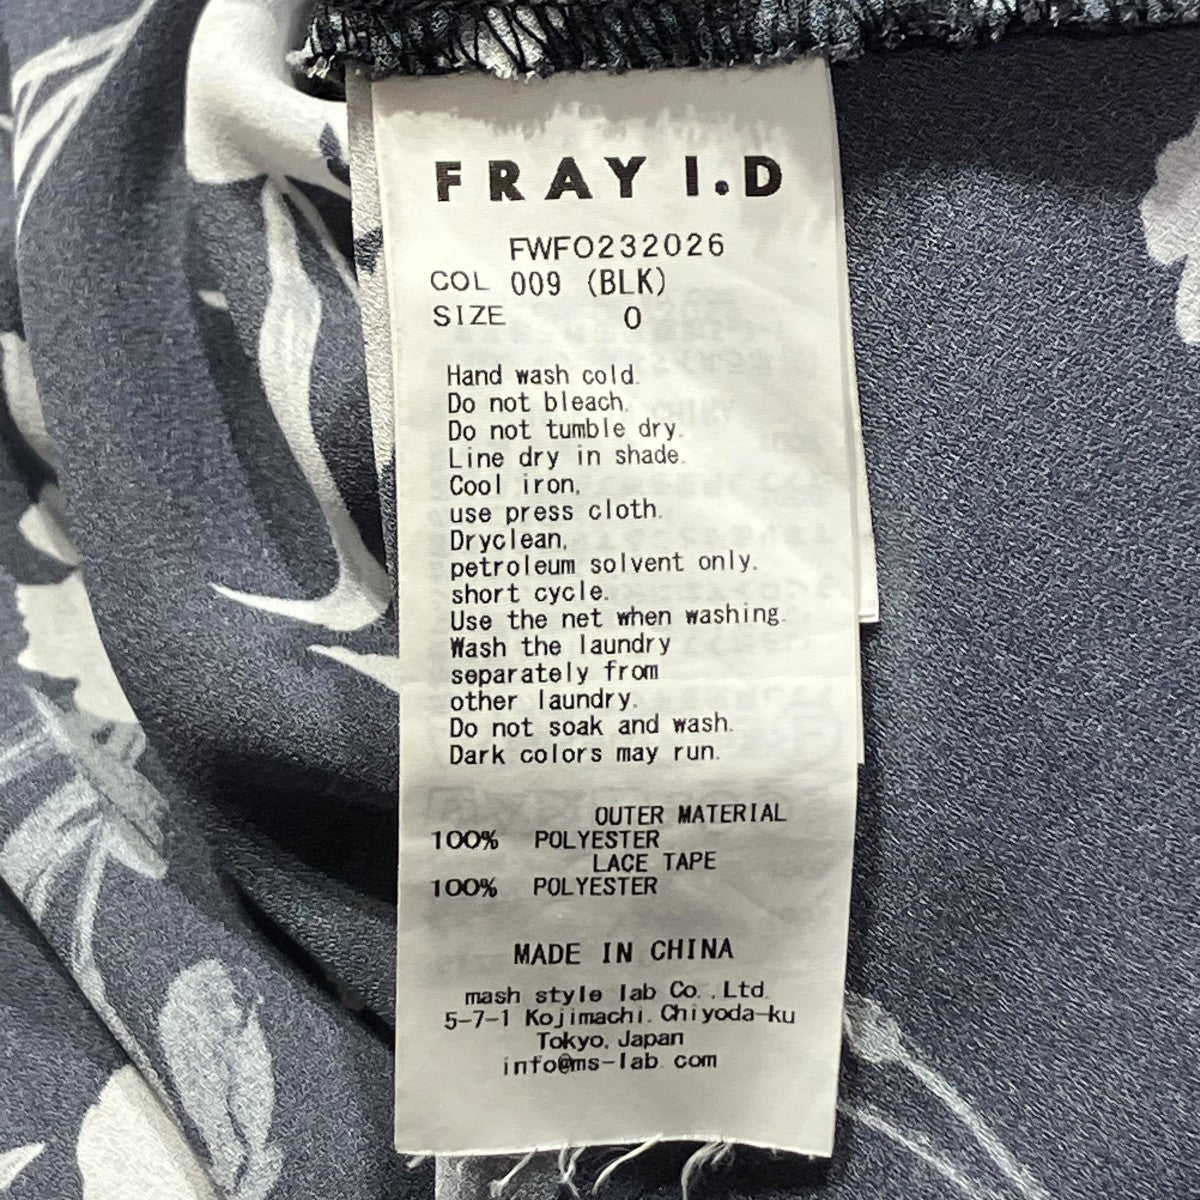 FRAY I.D
FWFO232026
COL 009 (BLK)
SIZE 0
Hand wash cold.
Do not bleach.
Do not tumble dry.
Line dry in shade.
Cool iron,
use press cloth.
Dryclean,
petroleum solvent only.
short cycle.
Use the net when washing.
Wash the laundry
separately from
other laundry.
Do not soak and wash.
Dark colors may run.
OUTER MATERIAL
100% POLYESTER
LACE TAPE
100% POLYESTER
MADE IN CHINA
mash style lab Co.,Ltd.
5-7-1 Kojimachi. Chiyoda-ku
Tokyo, Japan
info@ms-lab.com